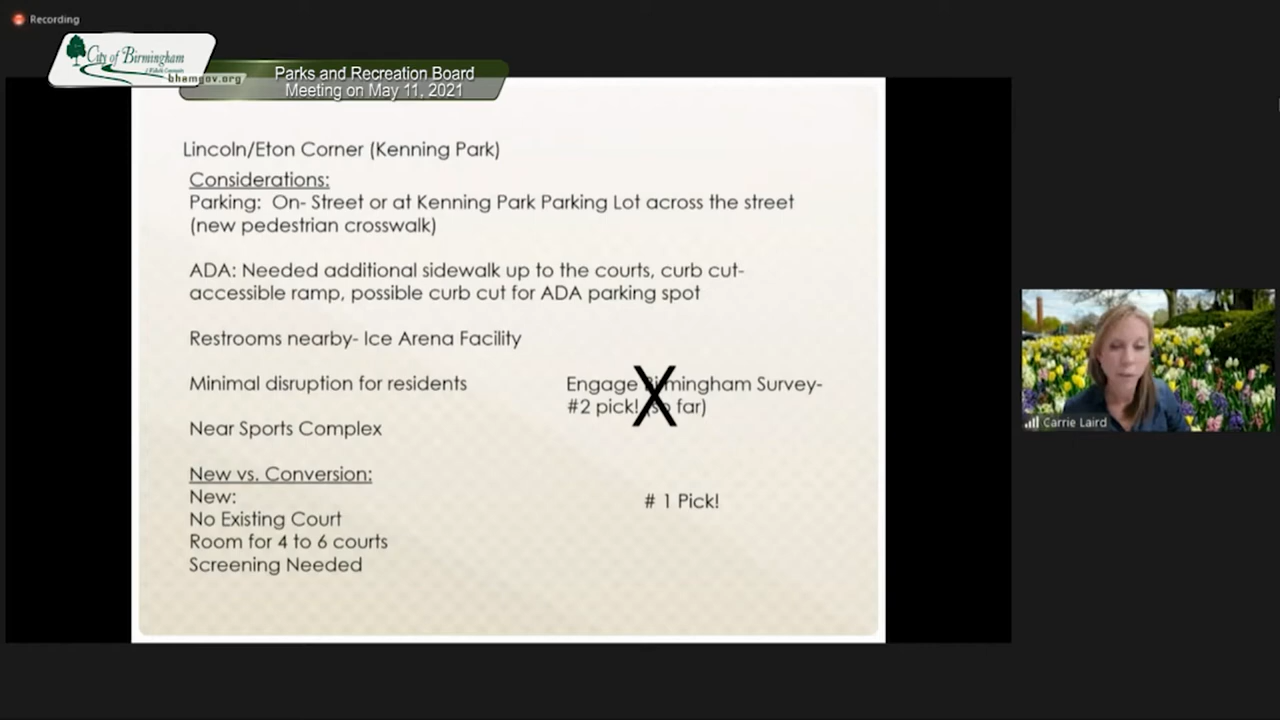 Recording
City of Birmingham
bhamgov.org
Parks and Recreation Board
Meeting on May 11, 2021
Lincoln/Eton Corner (Kenning Park)
Considerations:
Parking: On- Street or at Kenning Park Parking Lot across the street
(new pedestrian crosswalk)
ADA: Needed additional sidewalk up to the courts, curb cut-
accessible ramp, possible curb cut for ADA parking spot
Restrooms nearby- Ice Arena Facility
Minimal disruption for residents
Near Sports Complex
Engage Birmingham Survey-
#2 pick! (so far)
X
New vs. Conversion:
New:
No Existing Court
Room for 4 to 6 courts
Screening Needed
# 1 Pick!
Carrie Laird